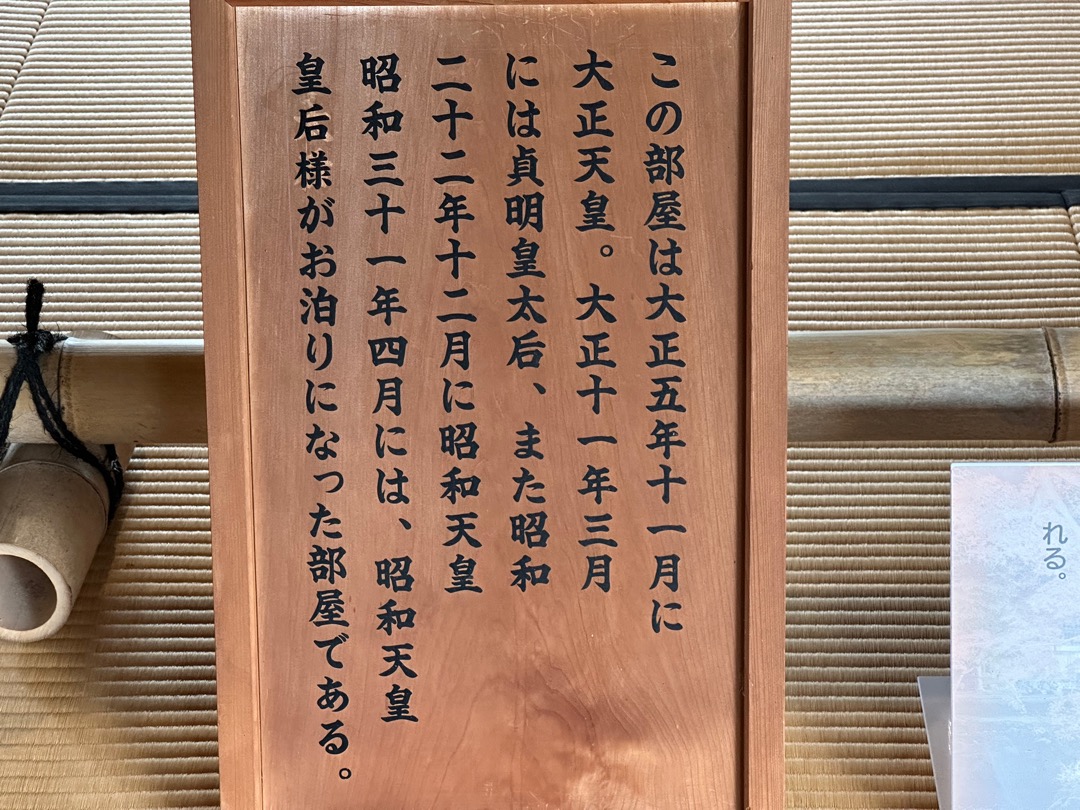 この部屋は大正五年十一月に
大正天皇。大正十一年三月
には貞明皇太后、また昭和
二十二年十二月に昭和天皇
昭和三十一年四月には、昭和天皇
皇后様がお泊りになった部屋である。
れる。